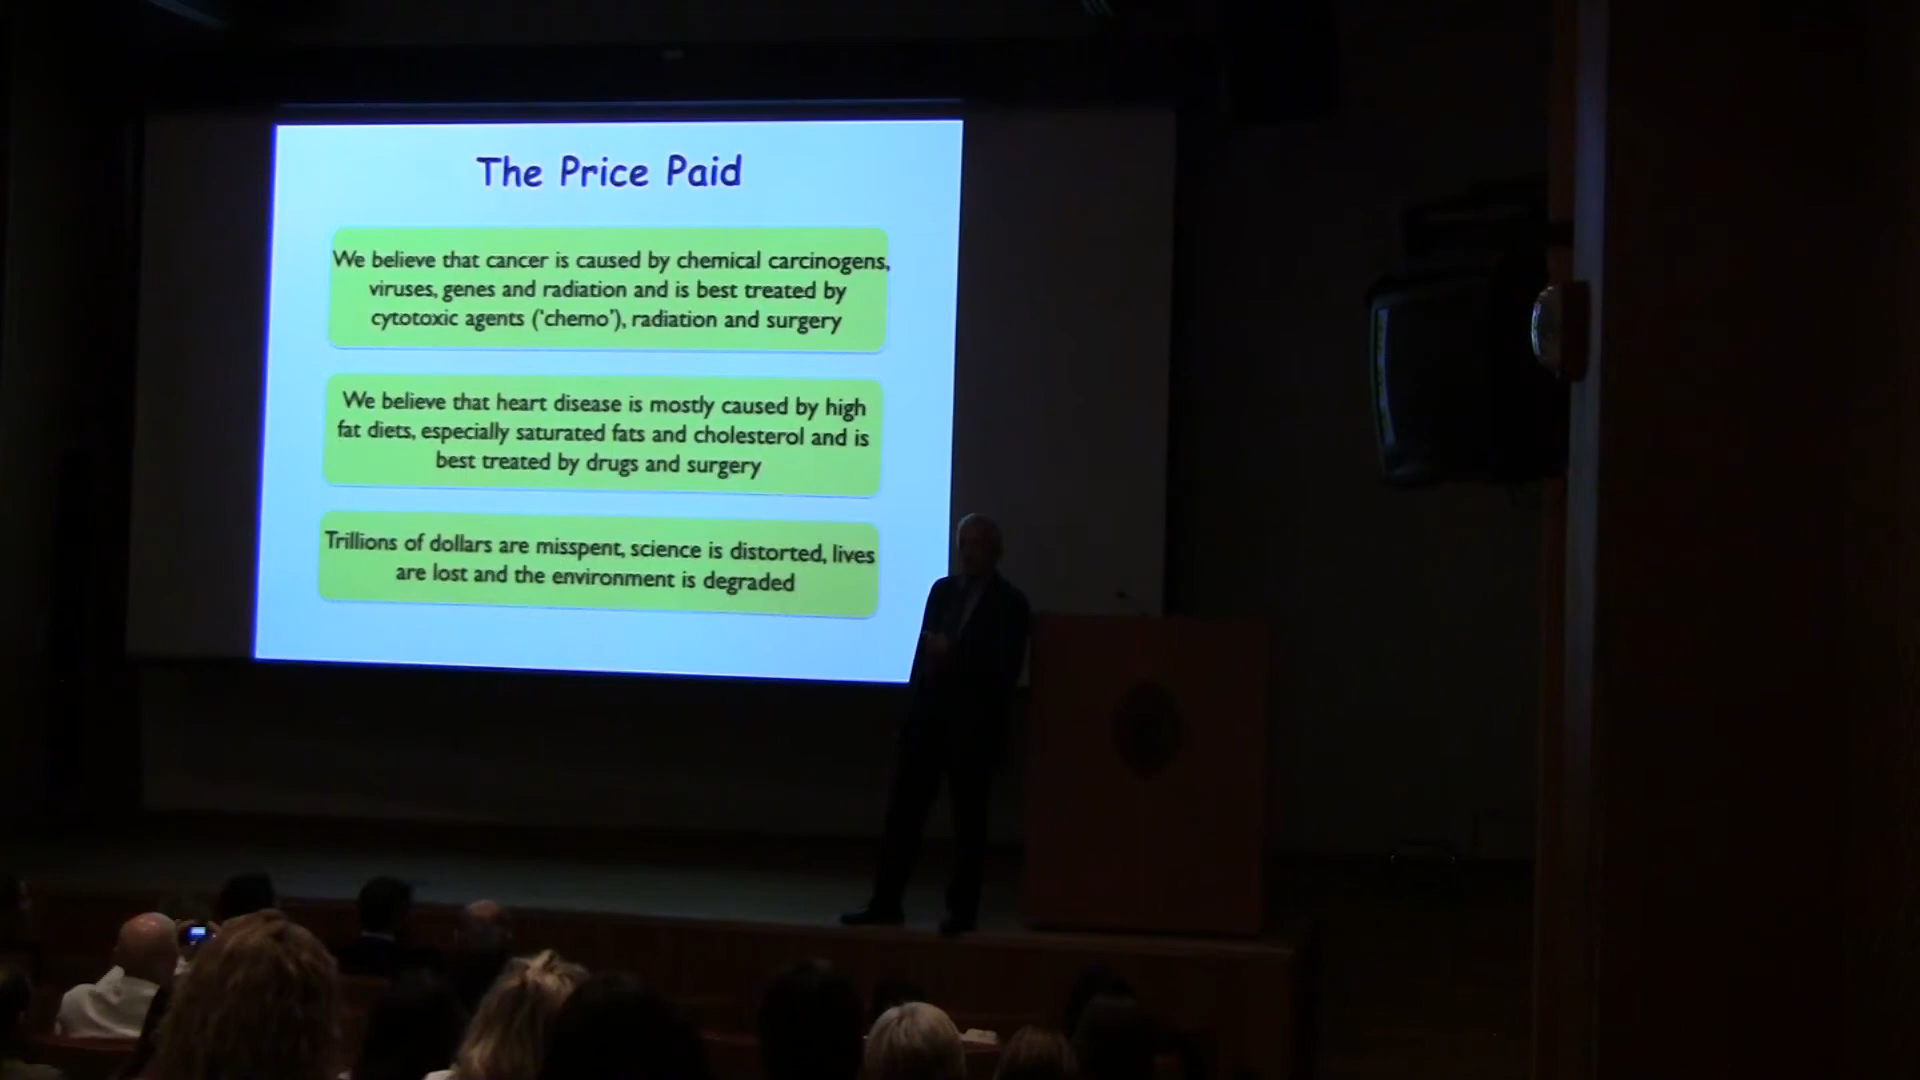 The Price Paid
We believe that cancer is caused by chemical carcinogens,
viruses, genes and radiation and is best treated by
cytotoxic agents ('chemo'), radiation and surgery
We believe that heart disease is mostly caused by high
fat diets, especially saturated fats and cholesterol and is
best treated by drugs and surgery
Trillions of dollars are misspent, science is distorted, lives
are lost and the environment is degraded